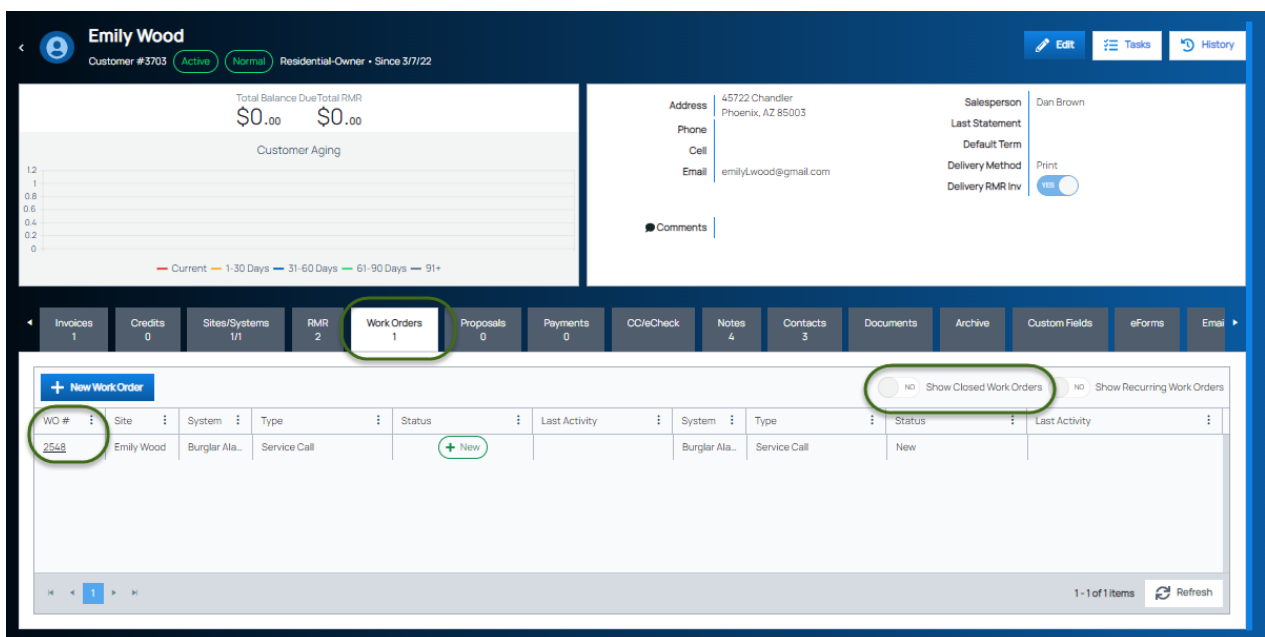 Emily Wood
Customer #3703 Active Normal Residential-Owner • Since 3/7/22
Edit Tasks History
Total Balance Due Total RMR
$0.00 $0.00
Customer Aging
1.2
1
0.8
0.6
0.4
0.2
0
Current 1-30 Days 31-60 Days 61-90 Days 91+
Address 45722 Chandler
Phoenix, AZ 85003
Phone
Cell
Email emilyLwood@gmail.com
Comments
Salesperson Dan Brown
Last Statement
Default Term
Delivery Method Print
Delivery RMR Inv YES
Invoices Credits Sites/Systems RMR Work Orders Proposals Payments CC/eCheck Notes Contacts Documents Archive Custom Fields eForms Emai
1 0 1/1 2 1 0 0 4 3
+ New Work Order NO Show Closed Work Orders NO Show Recurring Work Orders
WO # Site System Type Status Last Activity System Type Status Last Activity
2548 Emily Wood Burglar Ala... Service Call + New Burglar Ala... Service Call New
1 1 - 1 of 1 items Refresh